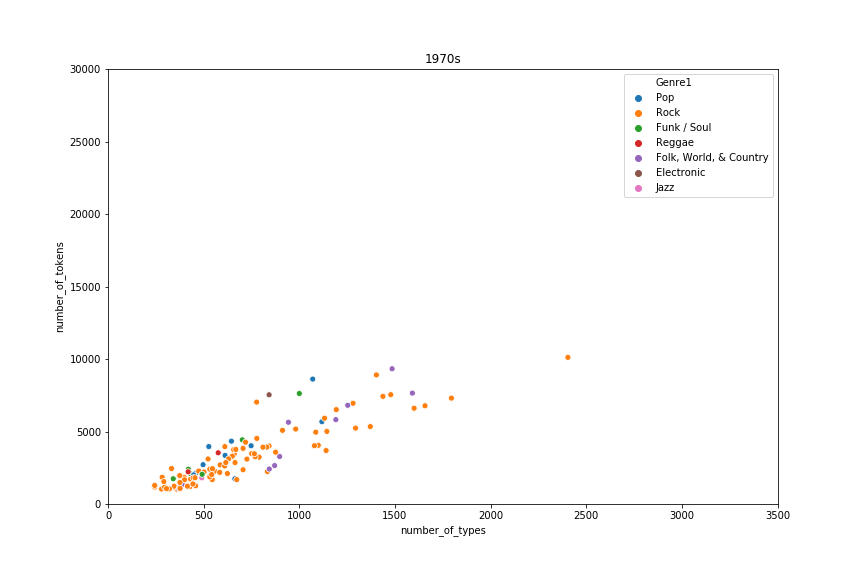 1970s
30000
25000
20000
15000
10000
5000
0
number_of_tokens
0 500 1000 1500 2000 2500 3000 3500
number_of_types
Genre1
Pop
Rock
Funk / Soul
Reggae
Folk, World, & Country
Electronic
Jazz